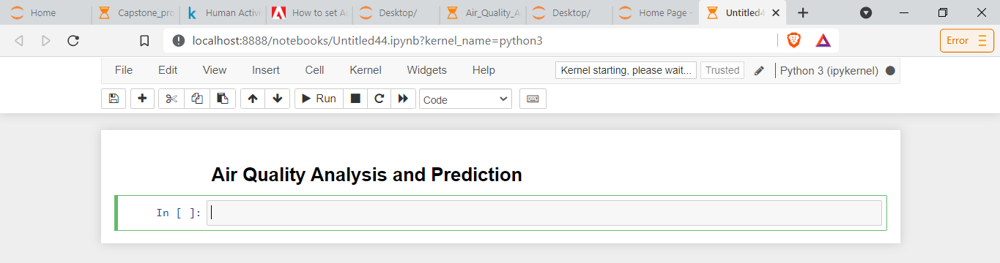 Home Capstone_pro Human Activi How to set Ac Desktop/ Air_Quality_A Desktop/ Home Page - Untitled4
localhost:8888/notebooks/Untitled44.ipynb?kernel_name=python3 Error
File Edit View Insert Cell Kernel Widgets Help Kernel starting, please wait... Trusted Python 3 (ipykernel)
Run Code
Air Quality Analysis and Prediction
In [ ]: